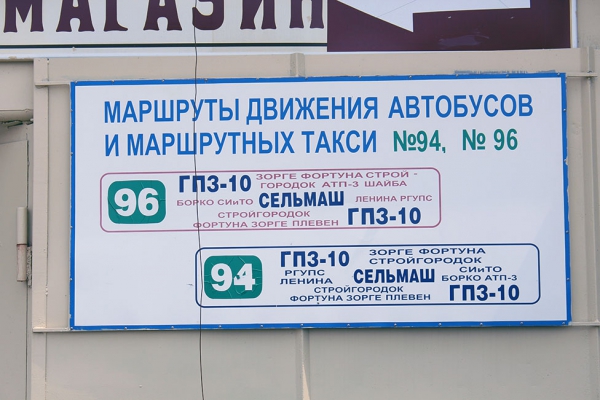 МАГАЗИН
МАРШРУТЫ ДВИЖЕНИЯ АВТОБУСОВ
И МАРШРУТНЫХ ТАКСИ №94, № 96
96
ГПЗ-10 ЗОРГЕ ФОРТУНА СТРОЙ -
ГОРОДОК АТП-3 ШАЙБА
БОРКО СИиТО СЕЛЬМАШ ЛЕНИНА РГУПС
СТРОЙГОРОДОК
ФОРТУНА ЗОРГЕ ПЛЕВЕН ГПЗ-10
94
ГПЗ-10 ЗОРГЕ ФОРТУНА
СТРОЙГОРОДОК
РГУПС
ЛЕНИНА СЕЛЬМАШ СИиТО
БОРКО АТП-3
СТРОЙГОРОДОК
ФОРТУНА ЗОРГЕ ПЛЕВЕН ГПЗ-10